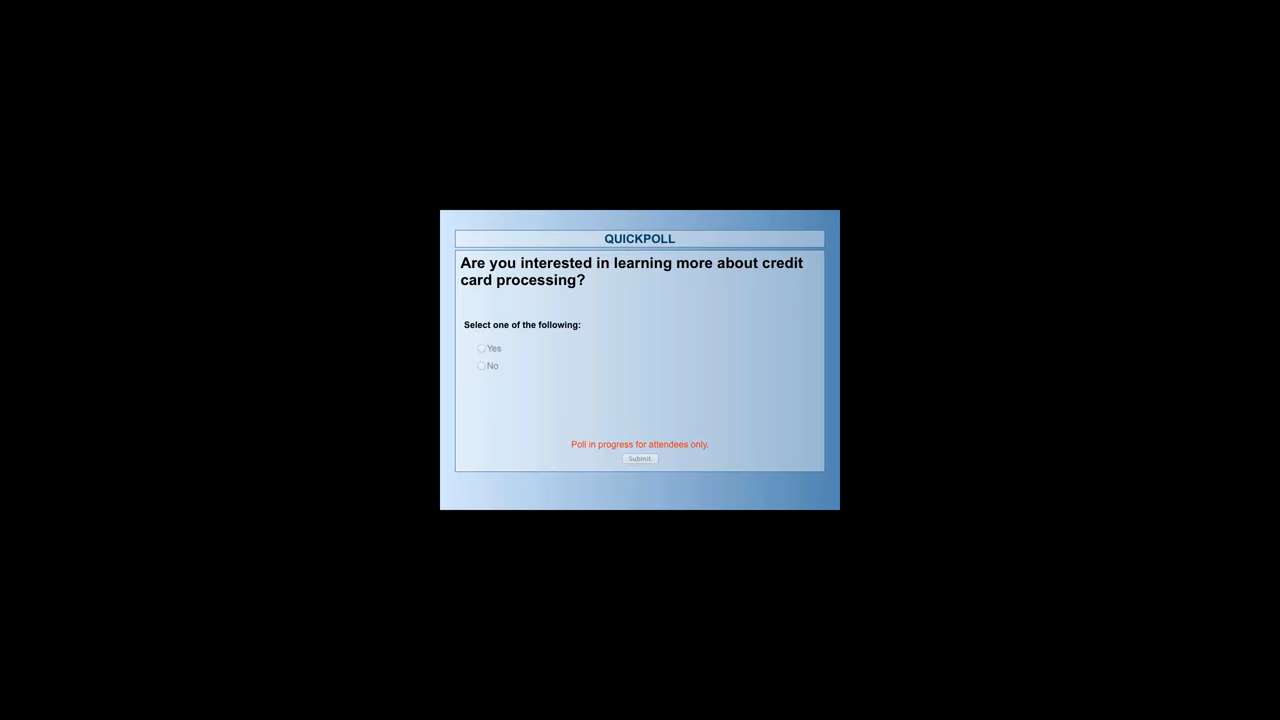 QUICKPOLL
Are you interested in learning more about credit
card processing?
Select one of the following:
Yes
No
Poll in progress for attendees only.
Submit